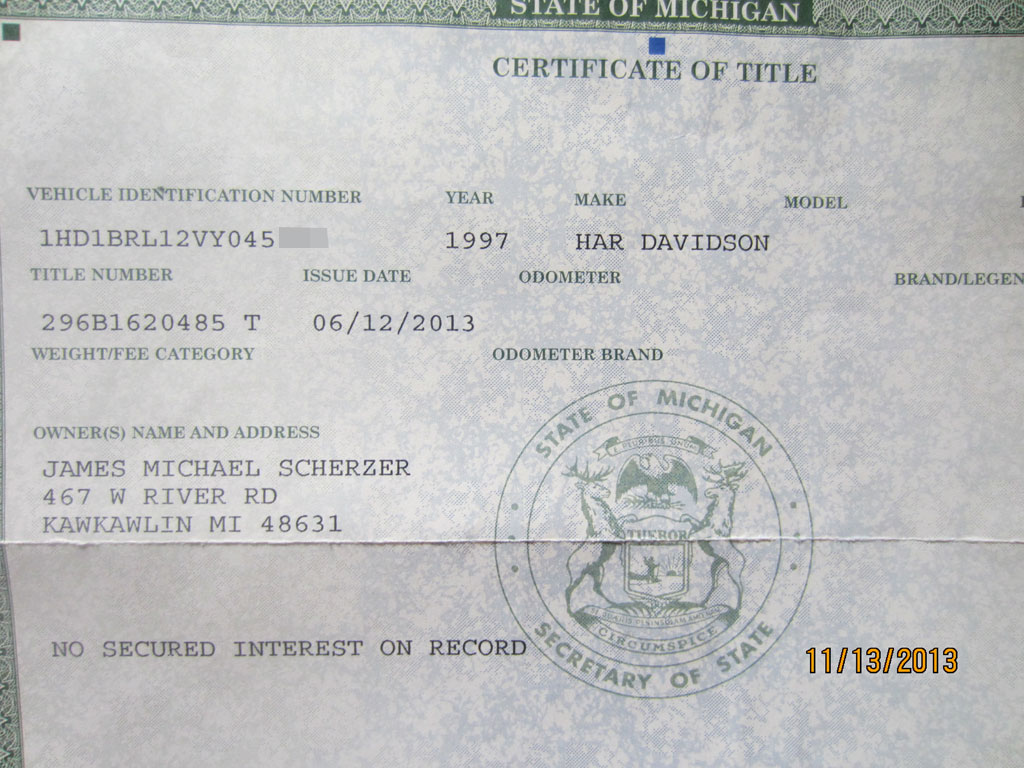 STATE OF MICHIGAN
CERTIFICATE OF TITLE
VEHICLE IDENTIFICATION NUMBER YEAR MAKE MODEL
1HD1BRL12VY045 1997 HAR DAVIDSON
TITLE NUMBER ISSUE DATE ODOMETER BRAND/LEGEN
296B1620485 T 06/12/2013
WEIGHT/FEE CATEGORY ODOMETER BRAND
OWNER(S) NAME AND ADDRESS
JAMES MICHAEL SCHERZER
467 W RIVER RD
KAWKAWLIN MI 48631
STATE OF MICHIGAN
E PLURIBUS UNUM
TUEBOR
CIRCUMSPICE
SECRETARY OF STATE
NO SECURED INTEREST ON RECORD
11/13/2013